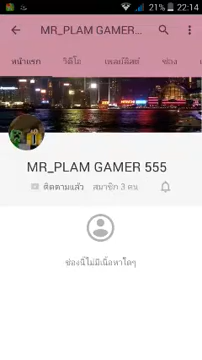 21% 22:14
MR_PLAM GAMER...
หน้าแรก วิดีโอ เพลย์ลิสต์ ช่อง
MR_PLAM GAMER 555
ติดตามแล้ว สมาชิก 3 คน
ช่องนี้ไม่มีเนื้อหาใดๆ